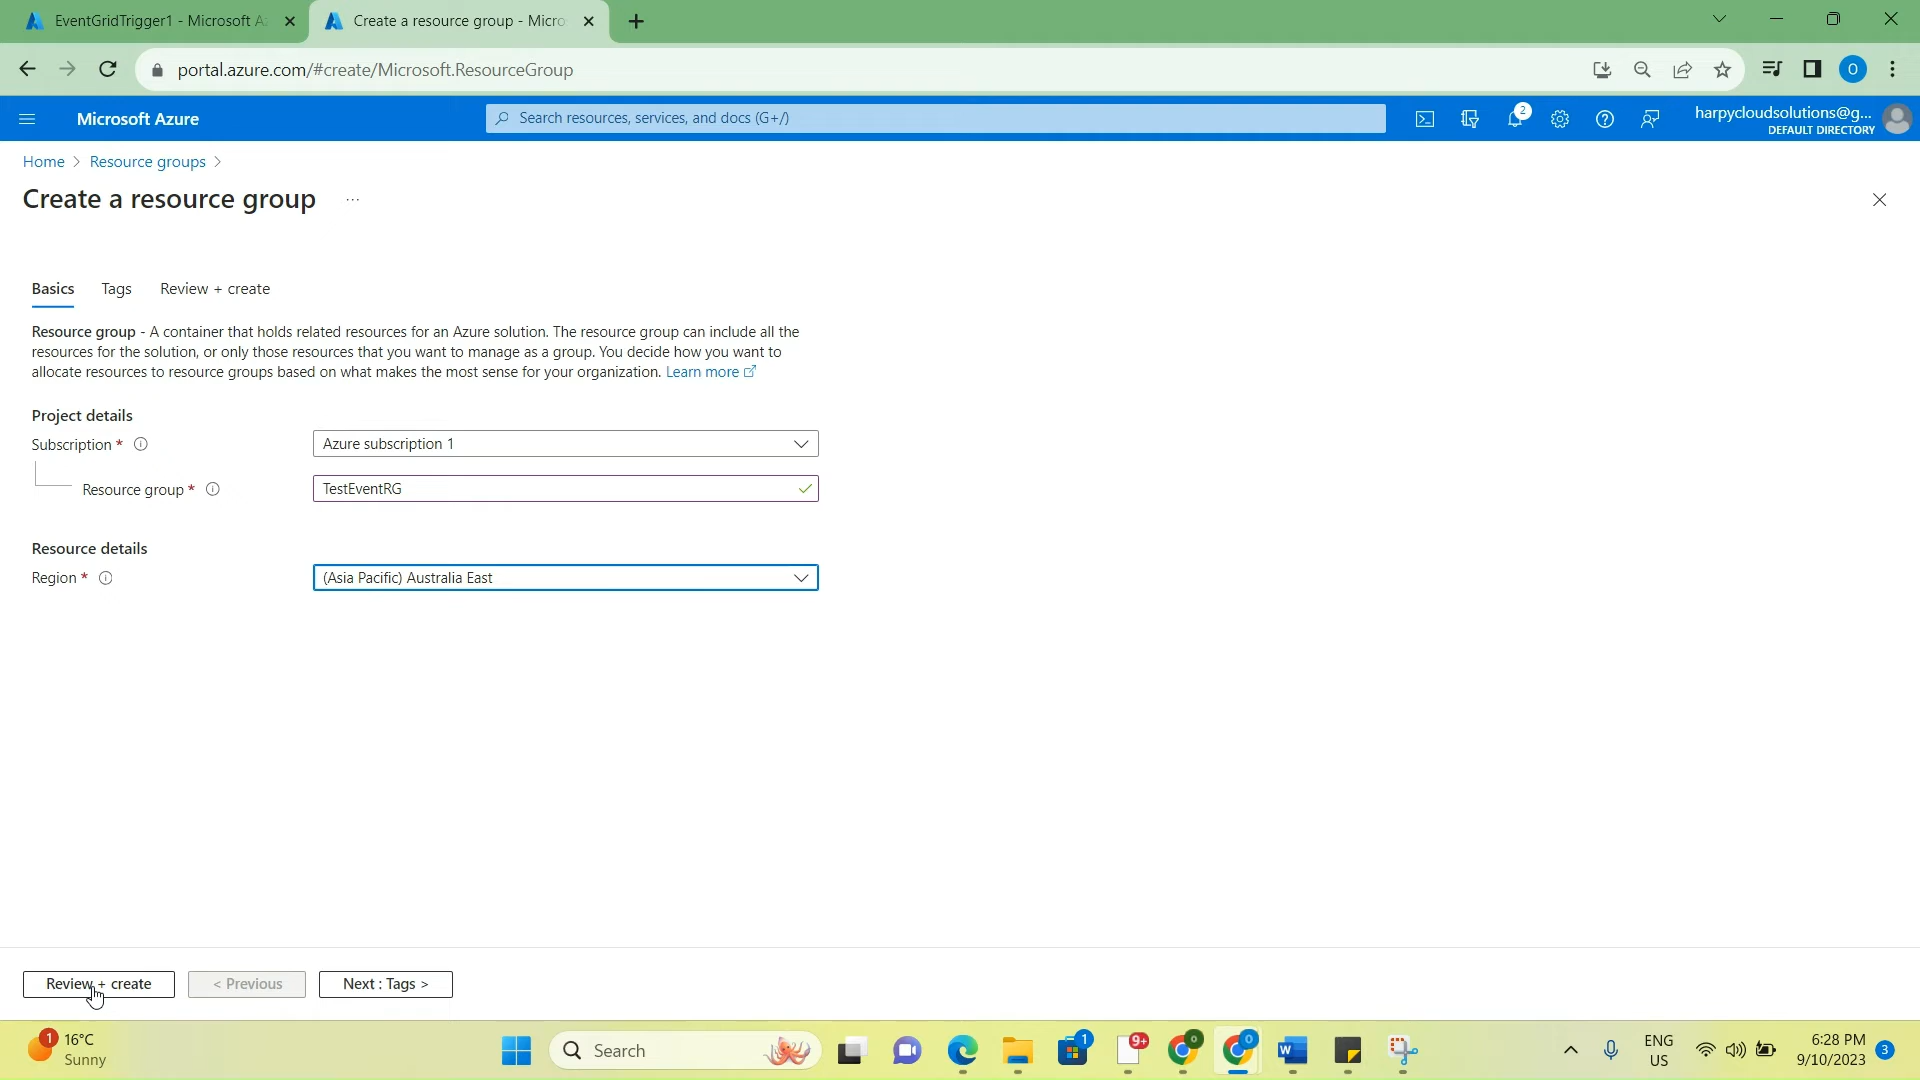 EventGridTrigger1 - Microsoft A
Create a resource group - Micro
portal.azure.com/#create/Microsoft.ResourceGroup
O
Microsoft Azure
Search resources, services, and docs (G+/)
2
harpycloudsolutions@g...
DEFAULT DIRECTORY
Home > Resource groups >
Create a resource group ...
Basics Tags Review + create
Resource group - A container that holds related resources for an Azure solution. The resource group can include all the
resources for the solution, or only those resources that you want to manage as a group. You decide how you want to
allocate resources to resource groups based on what makes the most sense for your organization. Learn more
Project details
Subscription * Azure subscription 1
Resource group * TestEventRG
Resource details
Region * (Asia Pacific) Australia East
Review + create < Previous Next : Tags >
1
16°C
Sunny
Search
1
9+
ENG
US
6:28 PM
9/10/2023
3